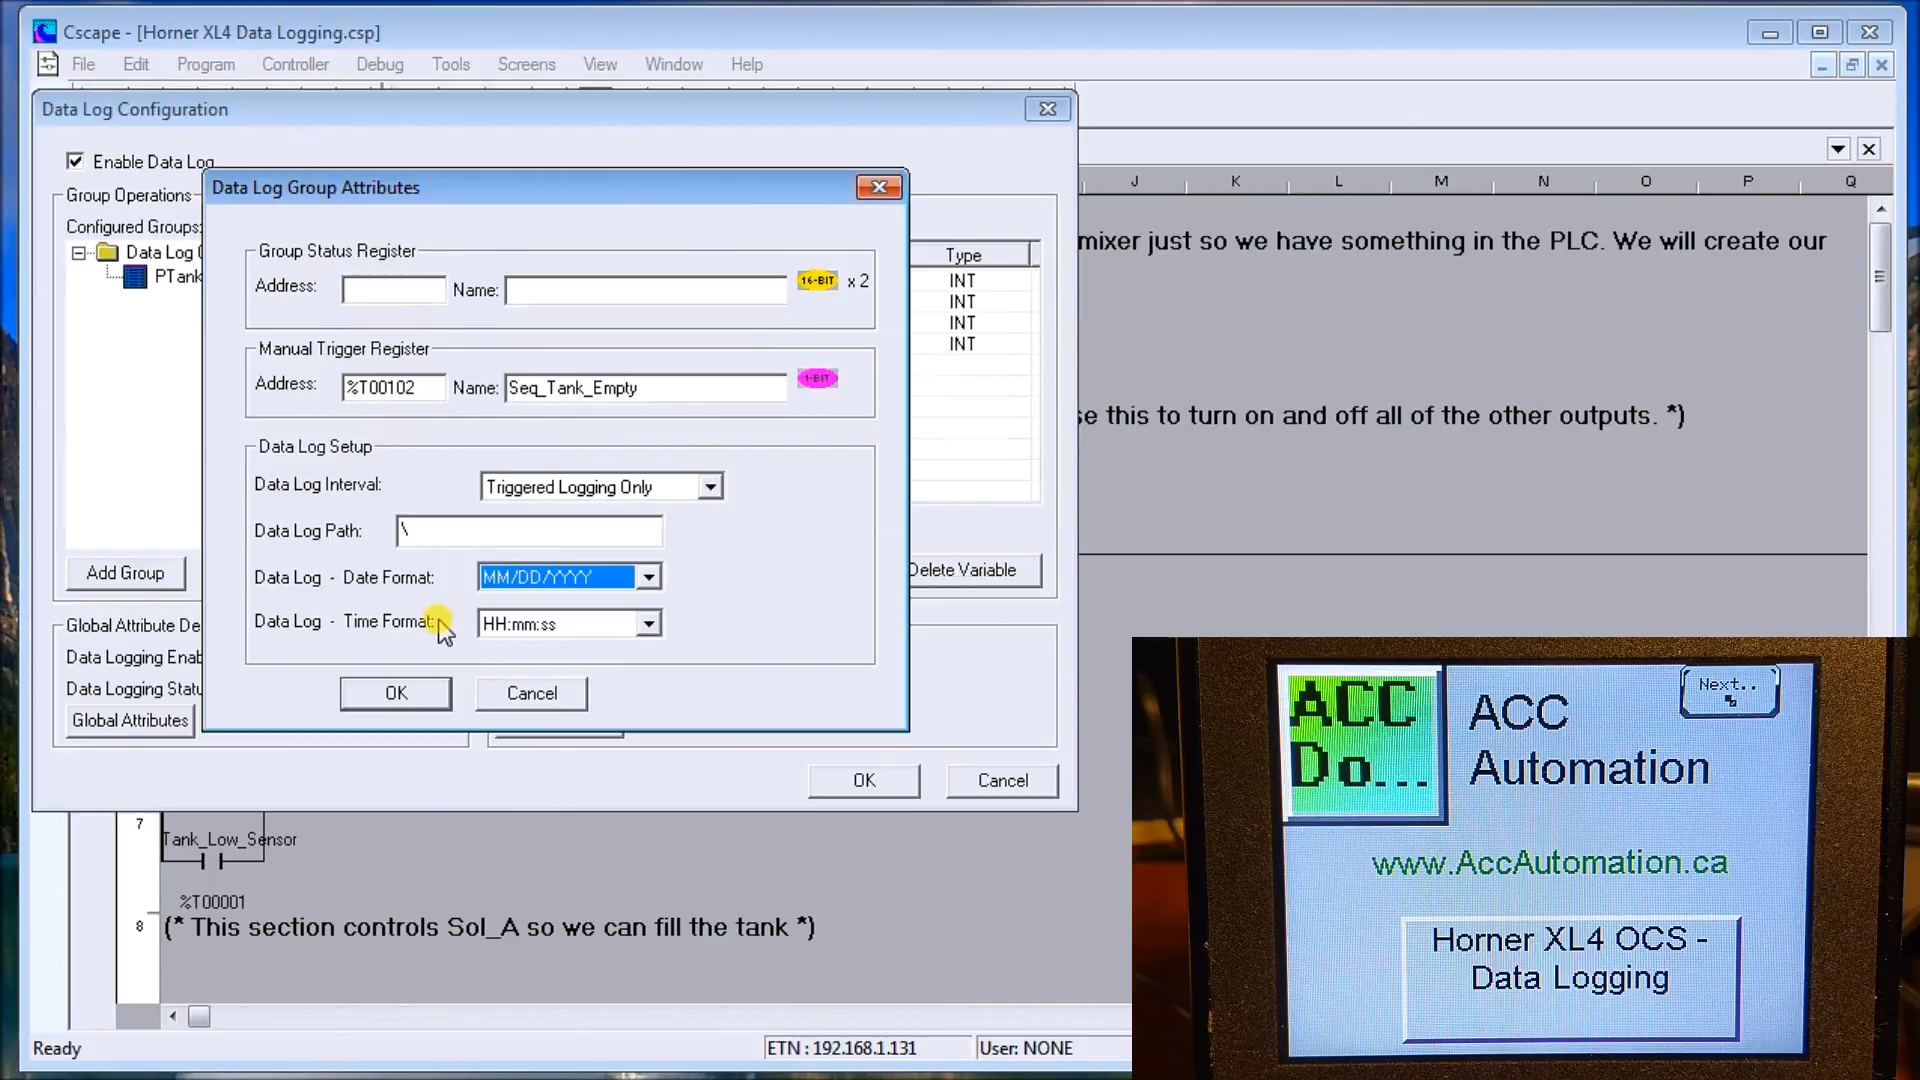 Cscape - [Horner XL4 Data Logging.csp]
File Edit Program Controller Debug Tools Screens View Window Help
Data Log Configuration
Enable Data Log
Group Operations
Configured Groups:
Data Log
PTank
Data Log Group Attributes
Group Status Register
Address: Name: 16-BIT x 2
Manual Trigger Register
Address: %T00102 Name: Seq_Tank_Empty 1-BIT
Data Log Setup
Data Log Interval: Triggered Logging Only
Data Log Path: \
Data Log - Date Format: MM/DD/YYYY
Data Log - Time Format: HH:mm:ss
OK Cancel
Type
INT
INT
INT
INT
Delete Variable
Add Group
Global Attribute De
Data Logging Enab
Data Logging Statu
Global Attributes
OK Cancel
J K L M N O P Q
mixer just so we have something in the PLC. We will create our
se this to turn on and off all of the other outputs. *)
7
Tank_Low_Sensor
%T00001
8 (* This section controls Sol_A so we can fill the tank *)
Ready ETN : 192.168.1.131 User: NONE
ACC
Do...
ACC
Automation
Next..
www.AccAutomation.ca
Horner XL4 OCS -
Data Logging